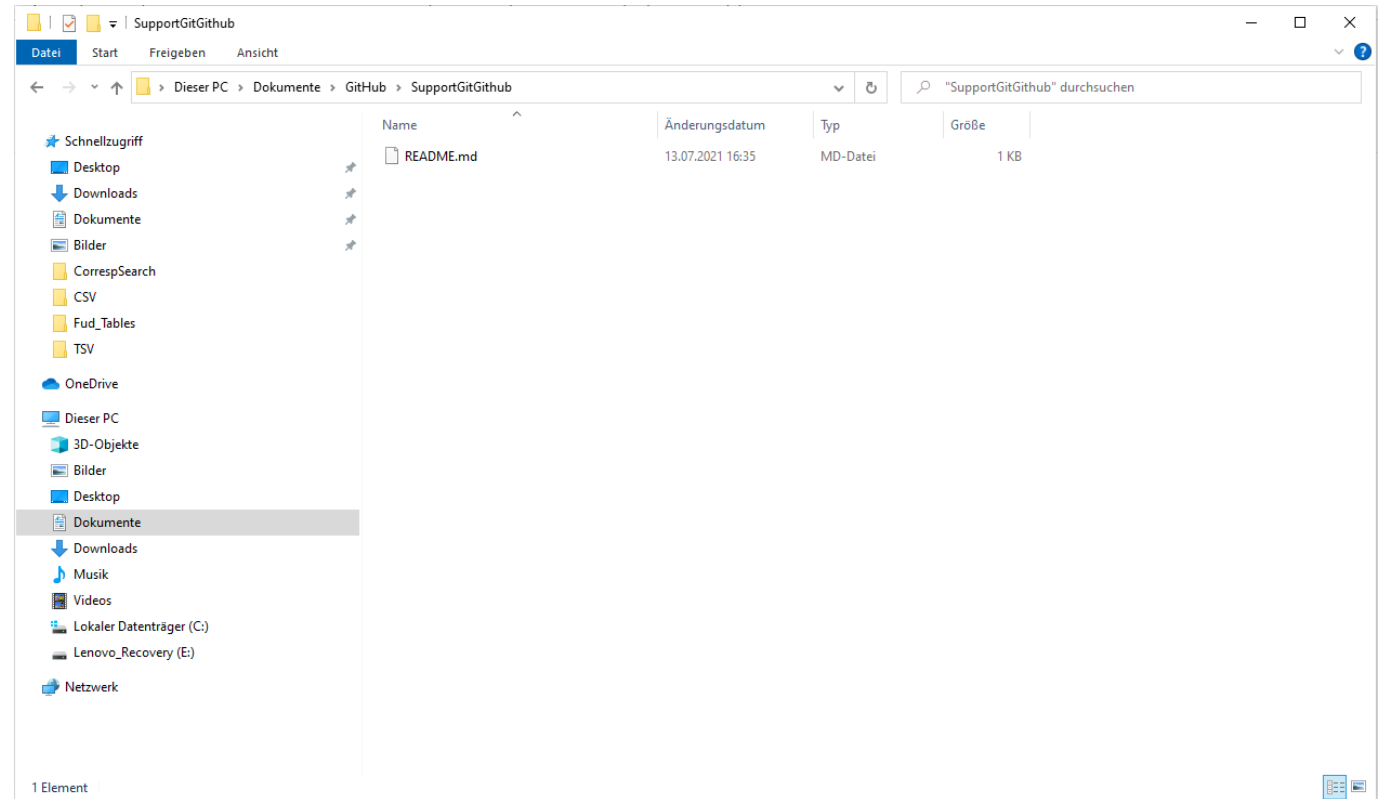 SupportGitGithub
Datei Start Freigeben Ansicht
Dieser PC Dokumente GitHub SupportGitGithub "SupportGitGithub" durchsuchen
Name Änderungsdatum Typ Größe
README.md 13.07.2021 16:35 MD-Datei 1 KB
Schnellzugriff
Desktop
Downloads
Dokumente
Bilder
CorrespSearch
CSV
Fud_Tables
TSV
OneDrive
Dieser PC
3D-Objekte
Bilder
Desktop
Dokumente
Downloads
Musik
Videos
Lokaler Datenträger (C:)
Lenovo_Recovery (E:)
Netzwerk
1 Element